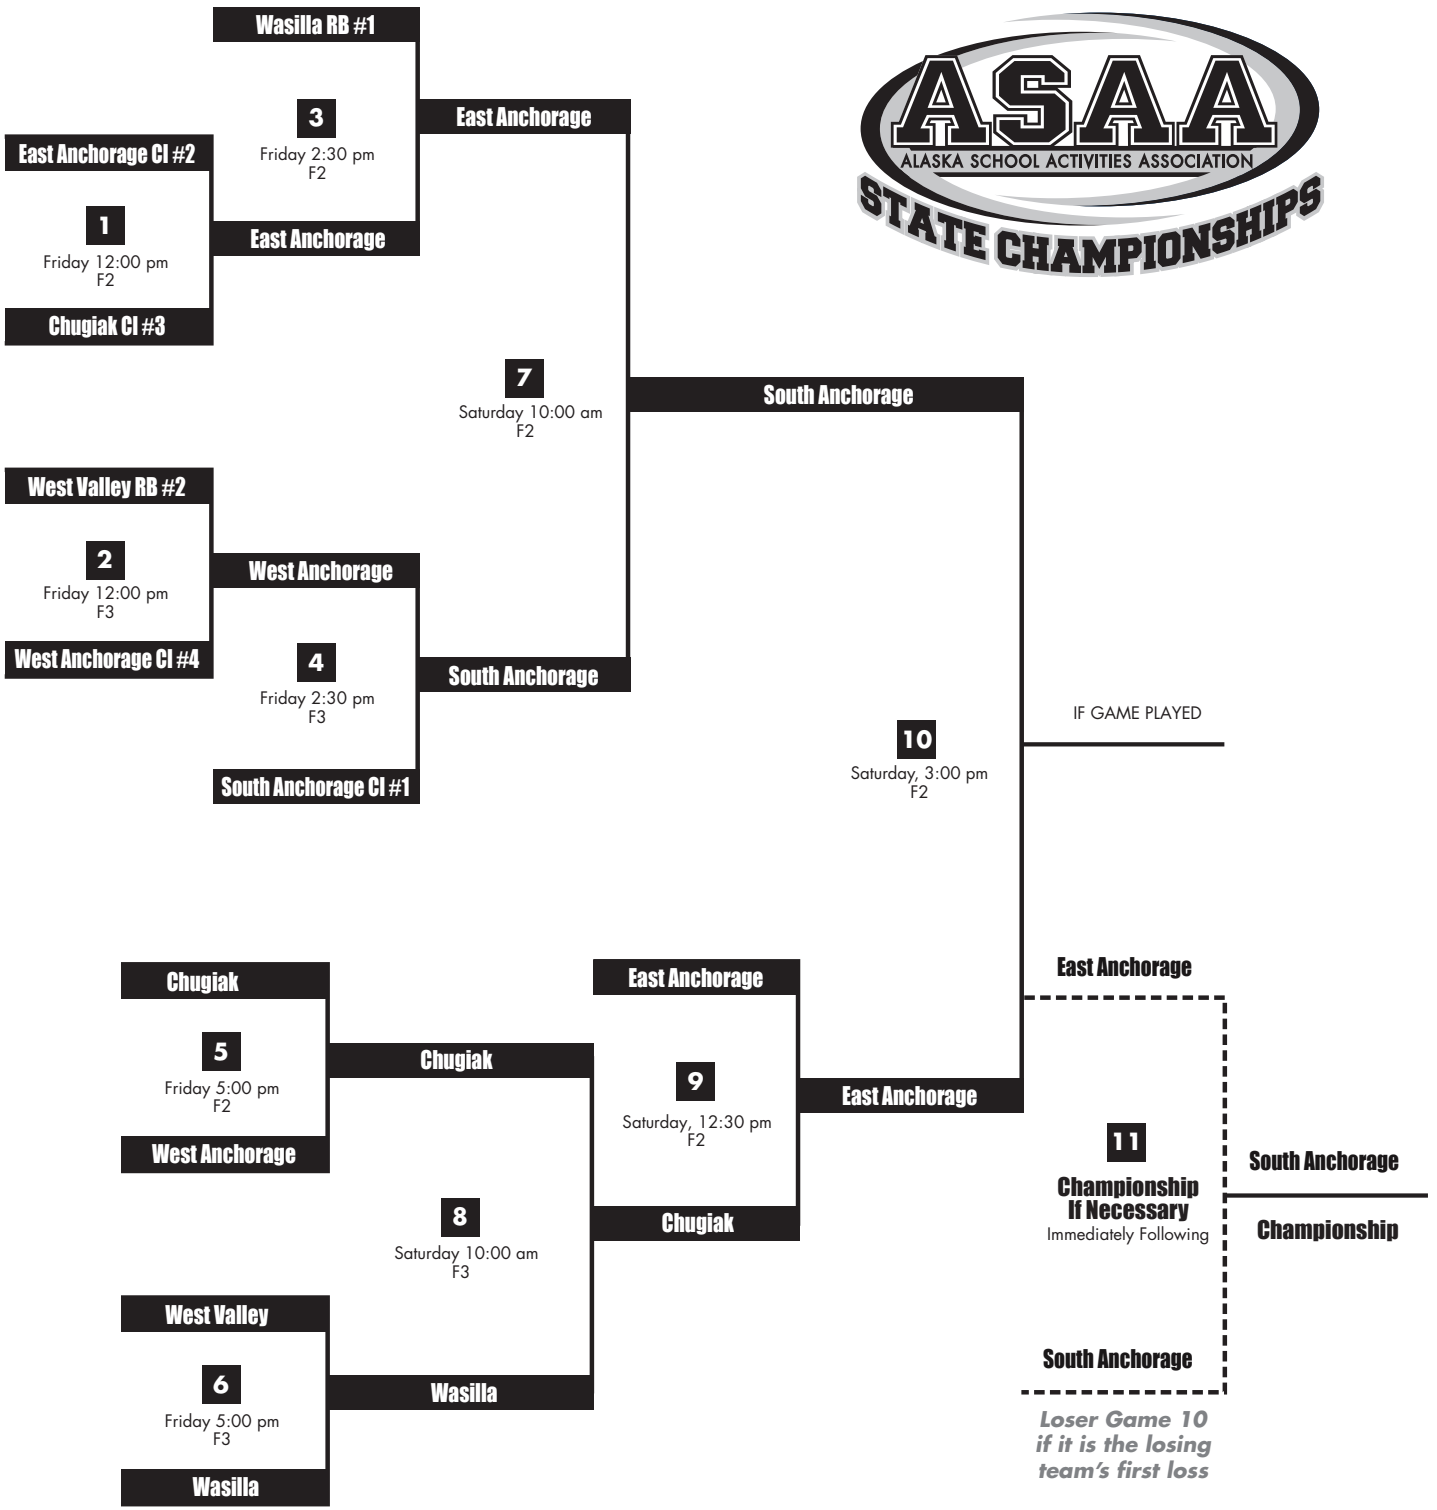 Wasilla RB #1
ASAA
ALASKA SCHOOL ACTIVITIES ASSOCIATION
STATE CHAMPIONSHIPS
3
Friday 2:30 pm
F2
East Anchorage
East Anchorage CI #2
1
Friday 12:00 pm
F2
East Anchorage
Chugiak CI #3
7
Saturday 10:00 am
F2
South Anchorage
West Valley RB #2
2
Friday 12:00 pm
F3
West Anchorage
West Anchorage CI #4
4
Friday 2:30 pm
F3
South Anchorage
South Anchorage CI #1
10
Saturday, 3:00 pm
F2
IF GAME PLAYED
Chugiak
5
Friday 5:00 pm
F2
West Anchorage
Chugiak
East Anchorage
9
Saturday, 12:30 pm
F2
East Anchorage
8
Saturday 10:00 am
F3
Chugiak
West Valley
6
Friday 5:00 pm
F3
Wasilla
Wasilla
East Anchorage
11
Championship
If Necessary
Immediately Following
South Anchorage
Championship
South Anchorage
Loser Game 10
if it is the losing
team's first loss